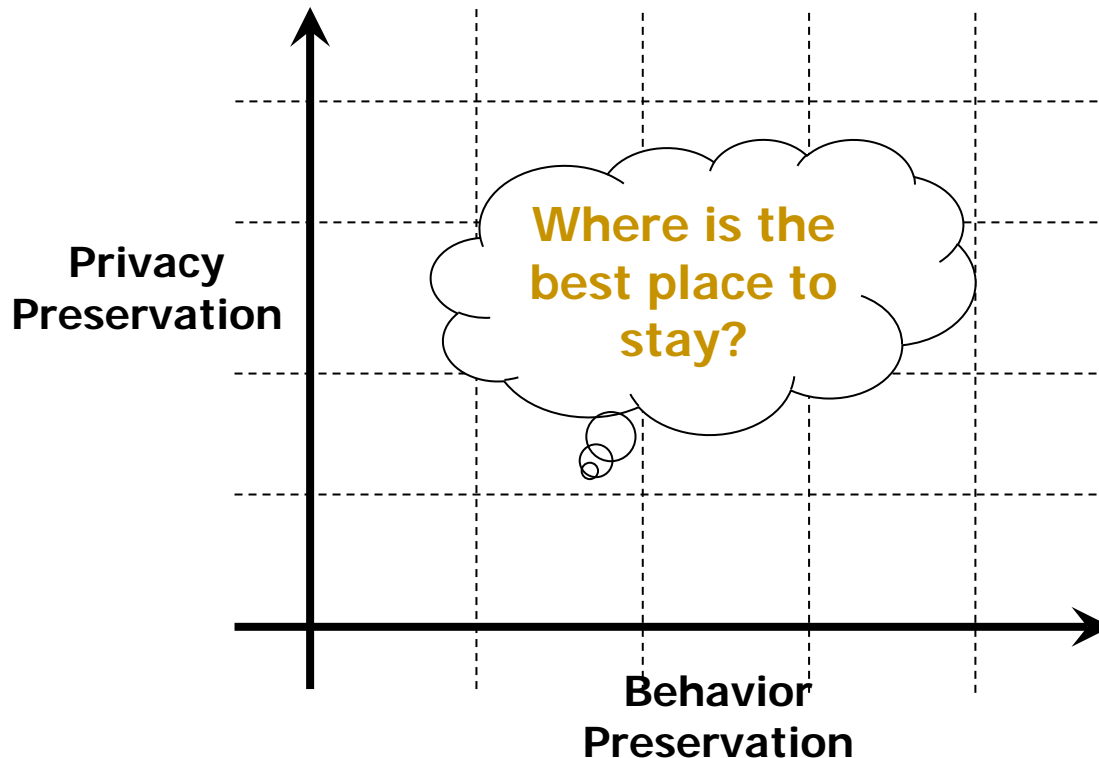 Where is the
best place to
stay?
Privacy
Preservation
Behavior
Preservation